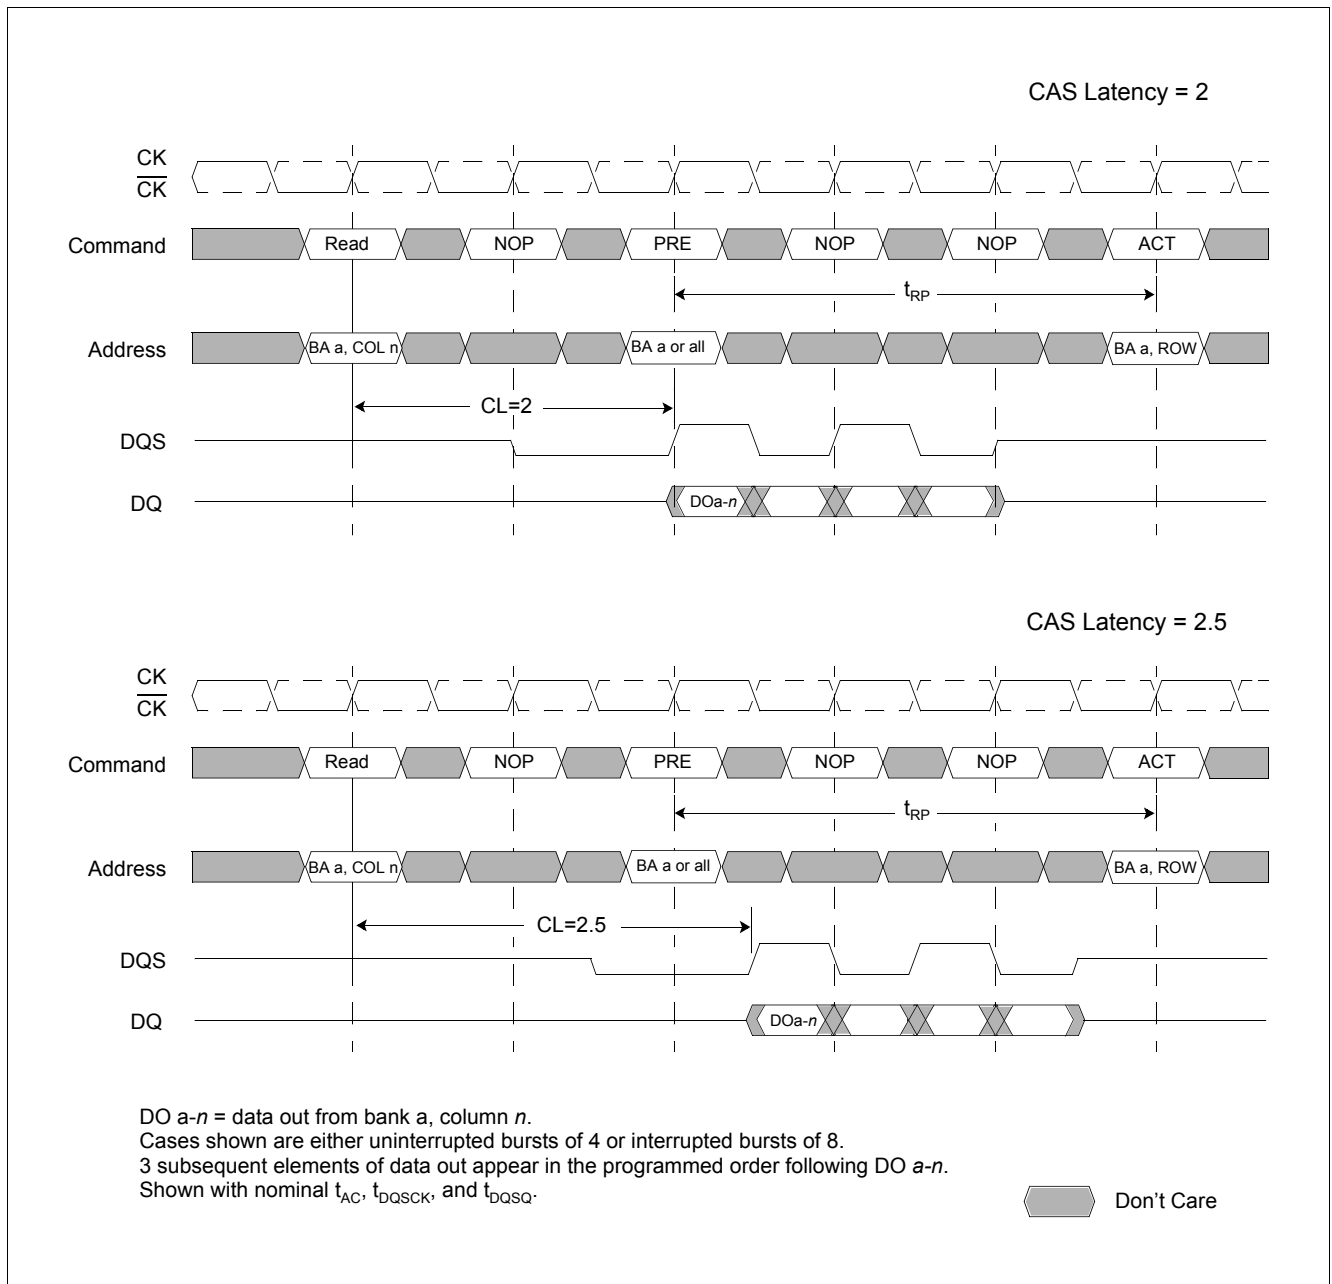 CAS Latency = 2
CK
CK
Command Read NOP PRE NOP NOP ACT
tRP
Address BA a, COL n BA a or all BA a, ROW
CL=2
DQS
DQ DOa-n
CAS Latency = 2.5
CK
CK
Command Read NOP PRE NOP NOP ACT
tRP
Address BA a, COL n BA a or all BA a, ROW
CL=2.5
DQS
DQ DOa-n
DO a-n = data out from bank a, column n.
Cases shown are either uninterrupted bursts of 4 or interrupted bursts of 8.
3 subsequent elements of data out appear in the programmed order following DO a-n.
Shown with nominal tAC, tDQSCK, and tDQSQ.
Don't Care